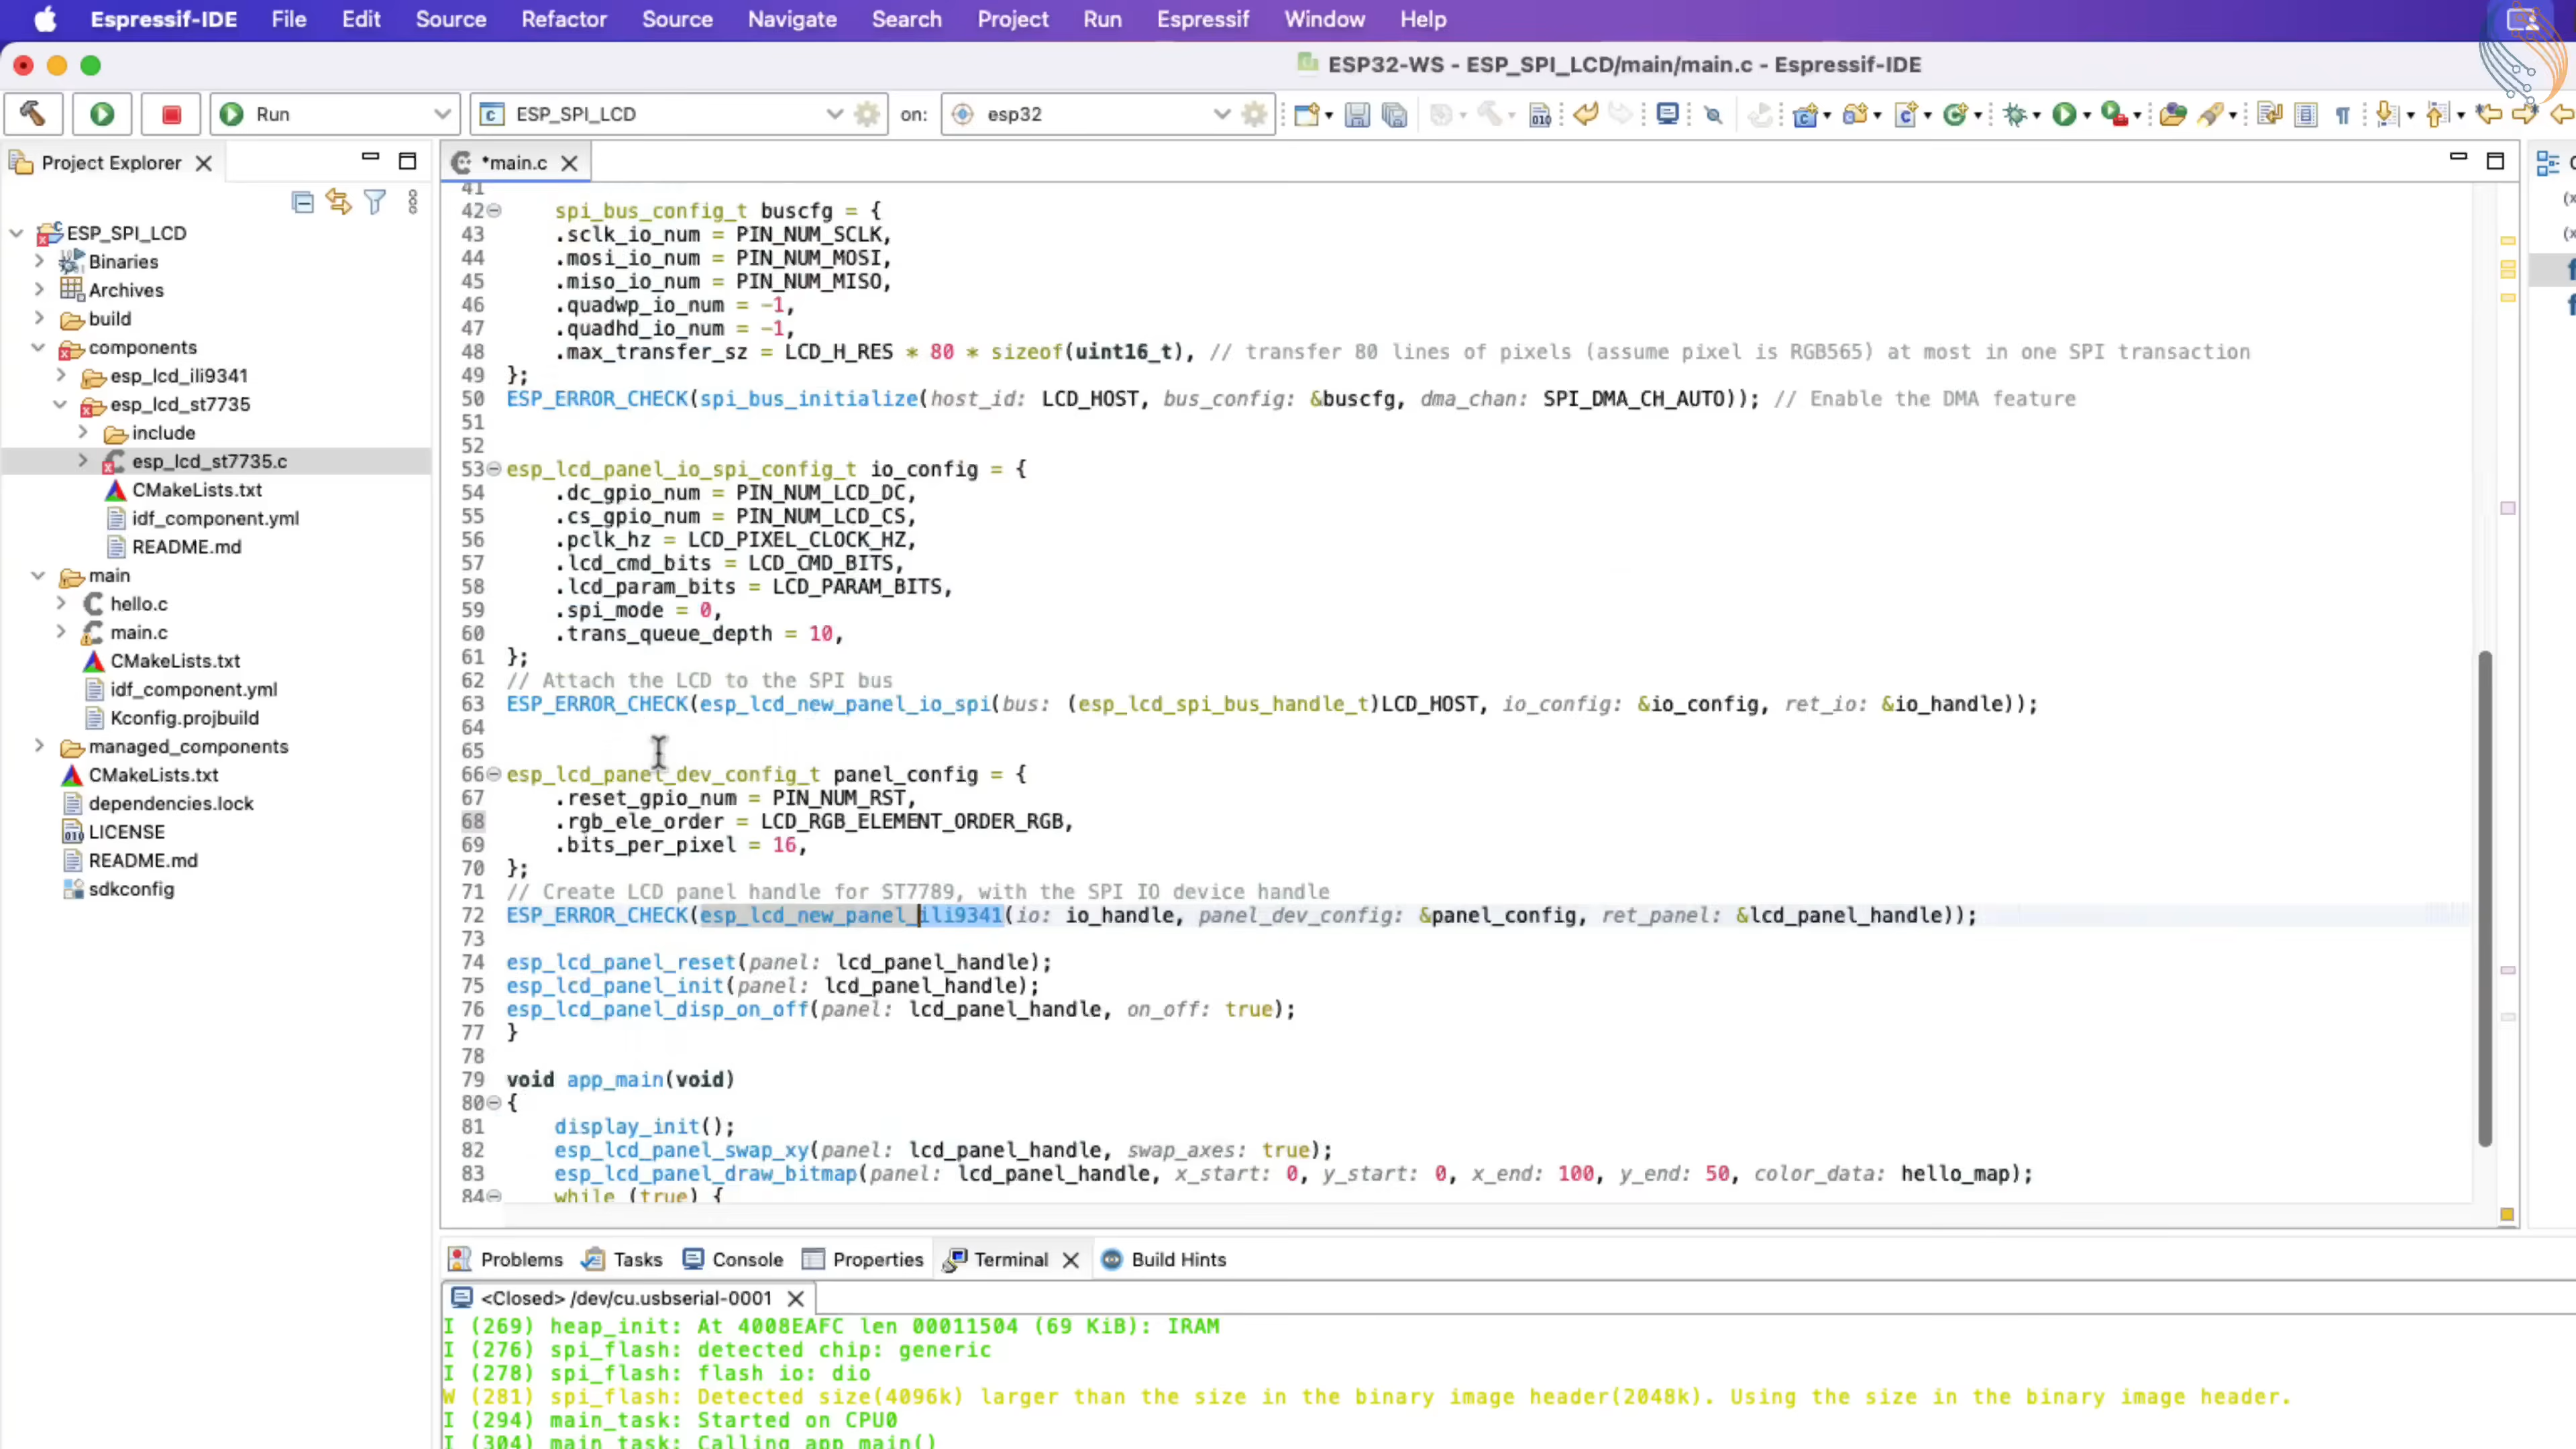 Espressif-IDE File Edit Source Refactor Source Navigate Search Project Run Espressif Window Help
ESP32-WS - ESP_SPI_LCD/main/main.c - Espressif-IDE
Run ESP_SPI_LCD on: esp32
Project Explorer
ESP_SPI_LCD
Binaries
Archives
build
components
esp_lcd_ili9341
esp_lcd_st7735
include
esp_lcd_st7735.c
CMakeLists.txt
idf_component.yml
README.md
main
hello.c
main.c
CMakeLists.txt
idf_component.yml
Kconfig.projbuild
managed_components
CMakeLists.txt
dependencies.lock
LICENSE
README.md
sdkconfig
*main.c
41
42 spi_bus_config_t buscfg = {
43 .sclk_io_num = PIN_NUM_SCLK,
44 .mosi_io_num = PIN_NUM_MOSI,
45 .miso_io_num = PIN_NUM_MISO,
46 .quadwp_io_num = -1,
47 .quadhd_io_num = -1,
48 .max_transfer_sz = LCD_H_RES * 80 * sizeof(uint16_t), // transfer 80 lines of pixels (assume pixel is RGB565) at most in one SPI transaction
49 };
50 ESP_ERROR_CHECK(spi_bus_initialize(host_id: LCD_HOST, bus_config: &buscfg, dma_chan: SPI_DMA_CH_AUTO)); // Enable the DMA feature
51
52
53 esp_lcd_panel_io_spi_config_t io_config = {
54 .dc_gpio_num = PIN_NUM_LCD_DC,
55 .cs_gpio_num = PIN_NUM_LCD_CS,
56 .pclk_hz = LCD_PIXEL_CLOCK_HZ,
57 .lcd_cmd_bits = LCD_CMD_BITS,
58 .lcd_param_bits = LCD_PARAM_BITS,
59 .spi_mode = 0,
60 .trans_queue_depth = 10,
61 };
62 // Attach the LCD to the SPI bus
63 ESP_ERROR_CHECK(esp_lcd_new_panel_io_spi(bus: (esp_lcd_spi_bus_handle_t)LCD_HOST, io_config: &io_config, ret_io: &io_handle));
64
65
66 esp_lcd_panel_dev_config_t panel_config = {
67 .reset_gpio_num = PIN_NUM_RST,
68 .rgb_ele_order = LCD_RGB_ELEMENT_ORDER_RGB,
69 .bits_per_pixel = 16,
70 };
71 // Create LCD panel handle for ST7789, with the SPI IO device handle
72 ESP_ERROR_CHECK(esp_lcd_new_panel_ili9341(io: io_handle, panel_dev_config: &panel_config, ret_panel: &lcd_panel_handle));
73
74 esp_lcd_panel_reset(panel: lcd_panel_handle);
75 esp_lcd_panel_init(panel: lcd_panel_handle);
76 esp_lcd_panel_disp_on_off(panel: lcd_panel_handle, on_off: true);
77 }
78
79 void app_main(void)
80 {
81 display_init();
82 esp_lcd_panel_swap_xy(panel: lcd_panel_handle, swap_axes: true);
83 esp_lcd_panel_draw_bitmap(panel: lcd_panel_handle, x_start: 0, y_start: 0, x_end: 100, y_end: 50, color_data: hello_map);
84 while (true) {
Problems Tasks Console Properties Terminal Build Hints
<Closed> /dev/cu.usbserial-0001
I (269) heap_init: At 4008EAFC len 00011504 (69 KiB): IRAM
I (276) spi_flash: detected chip: generic
I (278) spi_flash: flash io: dio
W (281) spi_flash: Detected size(4096k) larger than the size in the binary image header(2048k). Using the size in the binary image header.
I (294) main_task: Started on CPU0
I (304) main_task: Calling app_main()